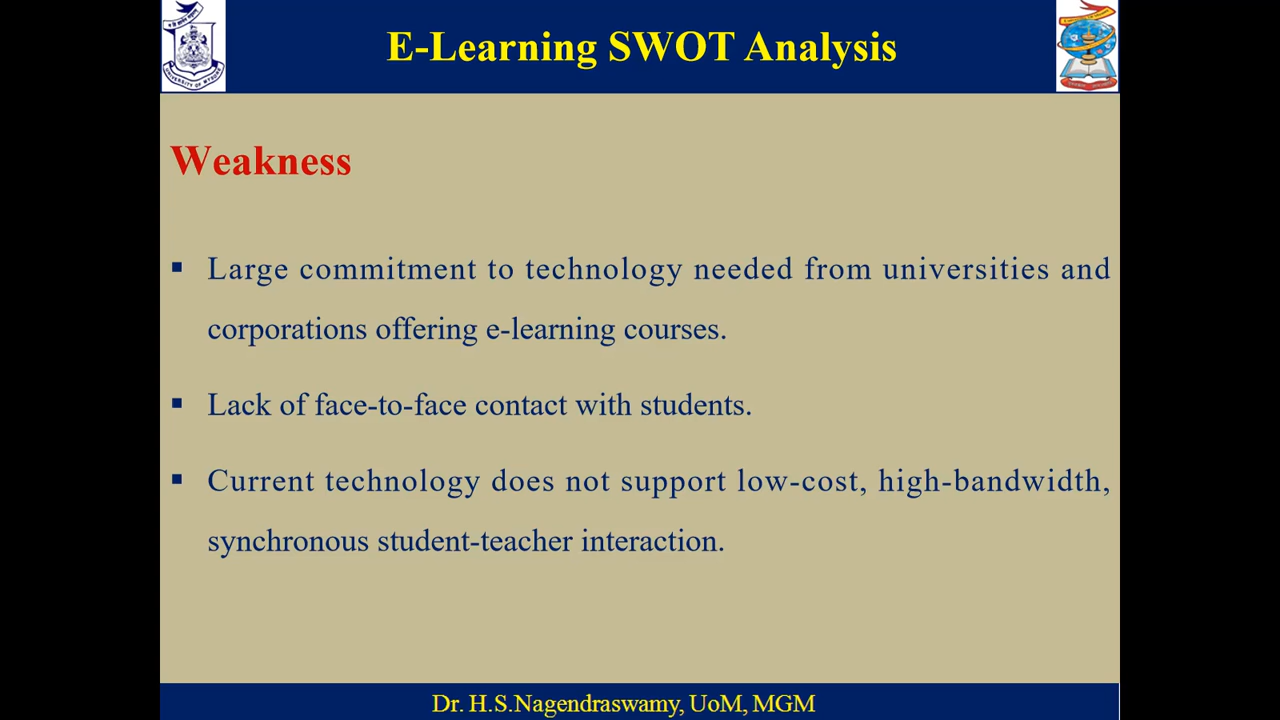 E-Learning SWOT Analysis
Weakness
▪ Large commitment to technology needed from universities and
corporations offering e-learning courses.
▪ Lack of face-to-face contact with students.
▪ Current technology does not support low-cost, high-bandwidth,
synchronous student-teacher interaction.
Dr. H.S.Nagendraswamy, UoM, MGM